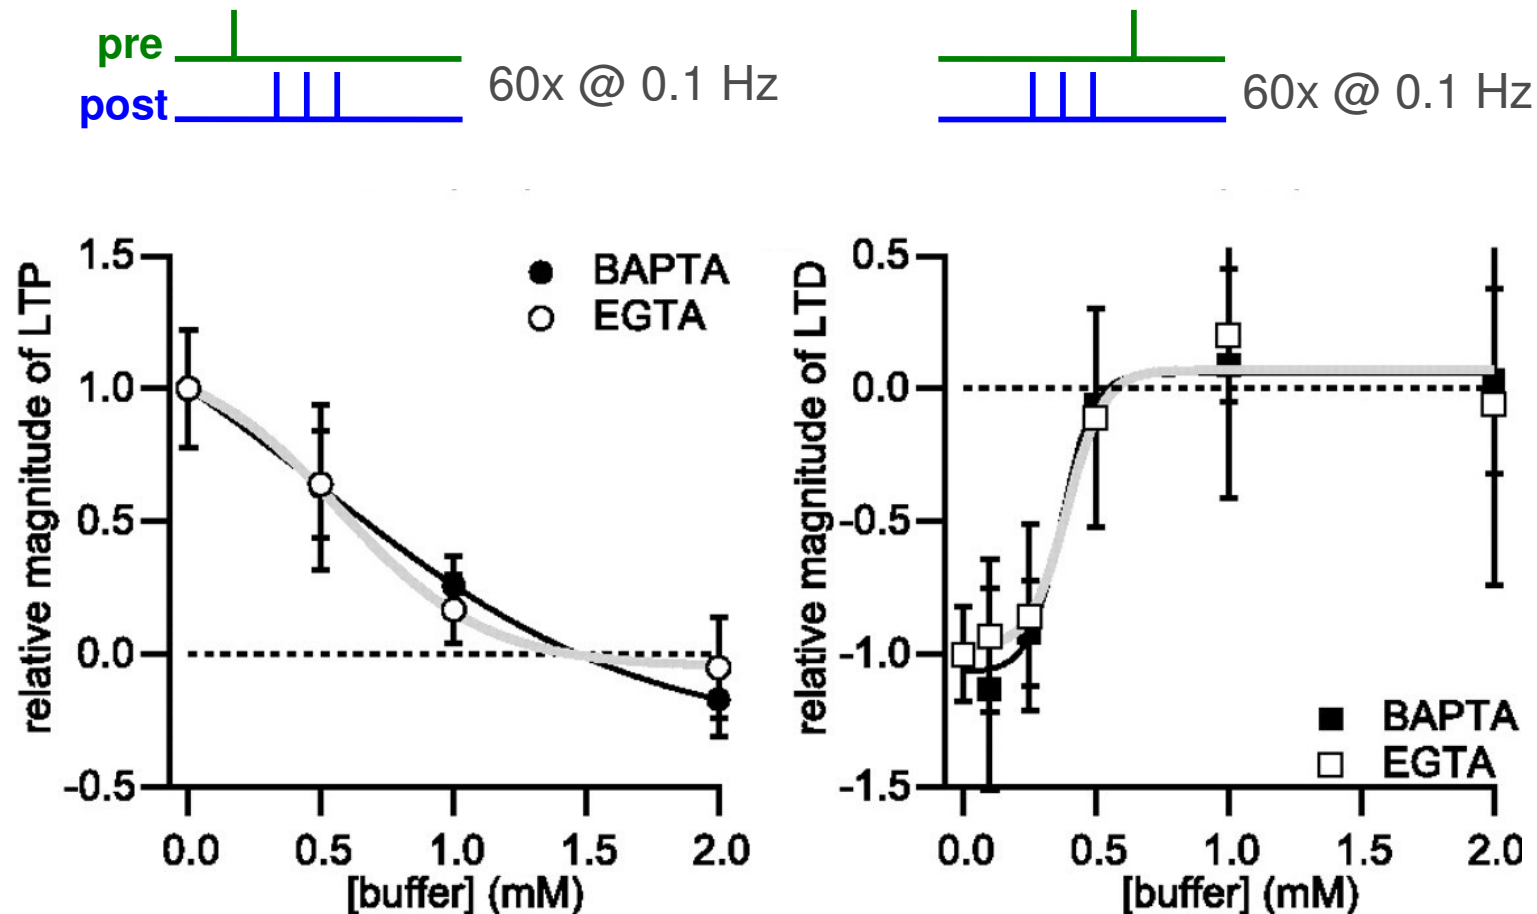 pre
post
60x @ 0.1 Hz
60x @ 0.1 Hz
relative magnitude of LTP
1.5
1.0
0.5
0.0
-0.5
BAPTA
EGTA
0.0 0.5 1.0 1.5 2.0
[buffer] (mM)
relative magnitude of LTD
0.5
0.0
-0.5
-1.0
-1.5
BAPTA
EGTA
0.0 0.5 1.0 1.5 2.0
[buffer] (mM)